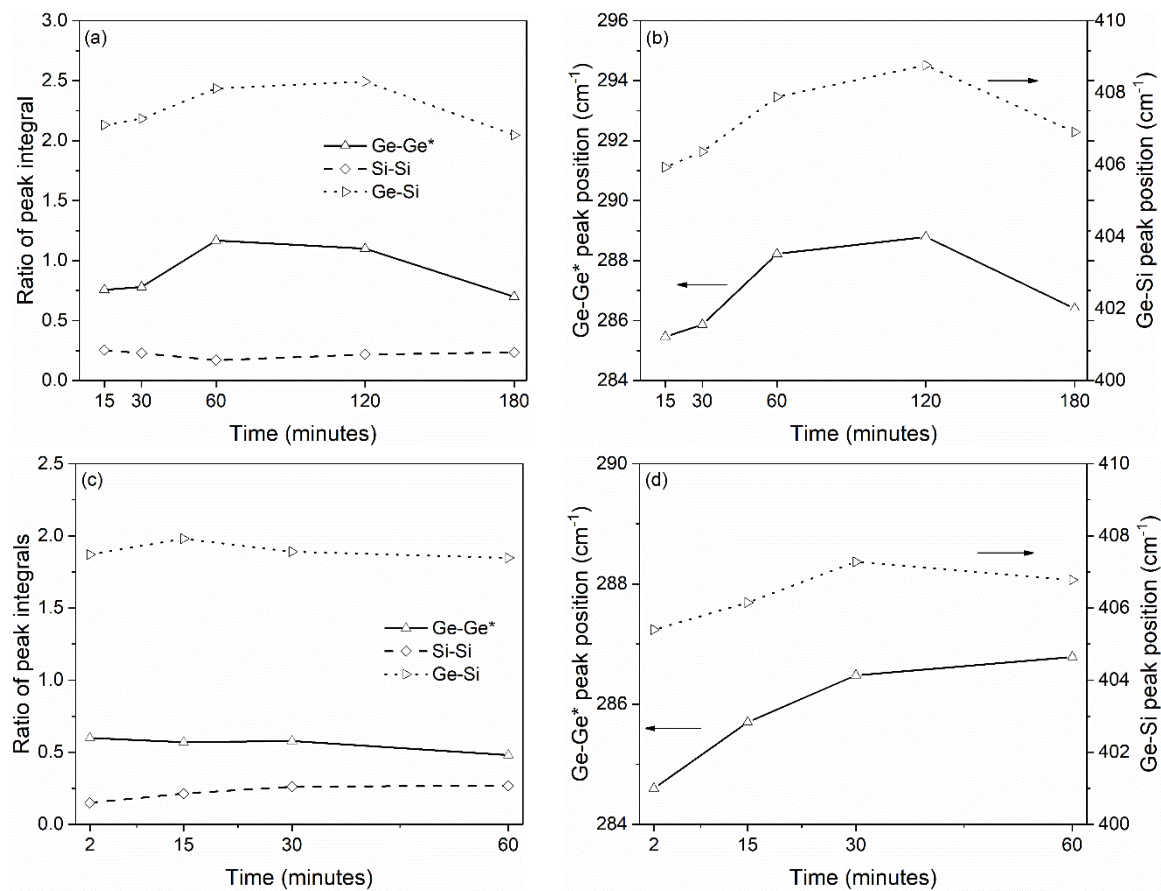 (a)
3.0
2.5
2.0
1.5
1.0
0.5
0.0
Ratio of peak integral
Ge-Ge*
Si-Si
Ge-Si
15 30 60 120 180
Time (minutes)
(b)
296
294
292
290
288
286
284
Ge-Ge* peak position (cm⁻¹)
410
408
406
404
402
400
Ge-Si peak position (cm⁻¹)
15 30 60 120 180
Time (minutes)
(c)
2.5
2.0
1.5
1.0
0.5
0.0
Ratio of peak integrals
Ge-Ge*
Si-Si
Ge-Si
2 15 30 60
Time (minutes)
(d)
290
288
286
284
Ge-Ge* peak position (cm⁻¹)
410
408
406
404
402
400
Ge-Si peak position (cm⁻¹)
2 15 30 60
Time (minutes)